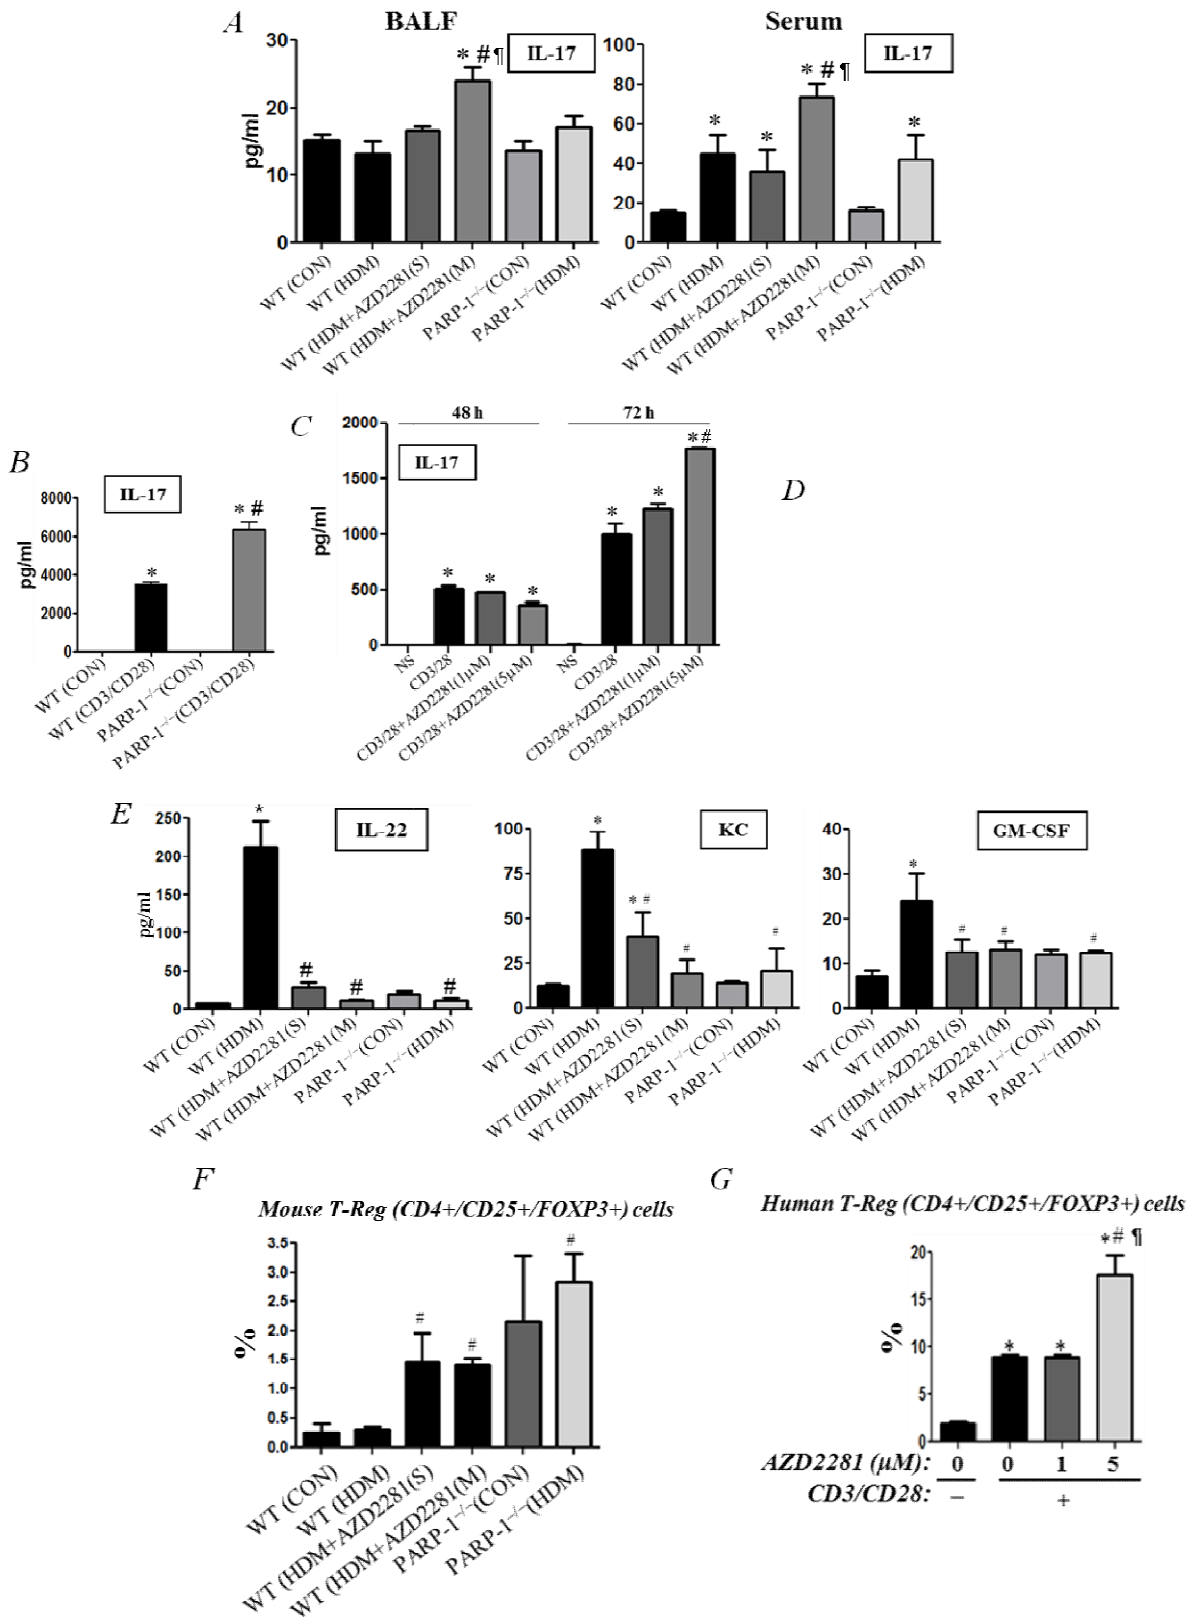 A
BALF
Serum
30
20
10
0
pg/ml
IL-17
* # ¶
WT (CON)
WT (HDM)
WT (HDM+AZD2281(S)
WT (HDM+AZD2281(M)
PARP-1⁻/⁻(CON)
PARP-1⁻/⁻(HDM)
100
80
60
40
20
0
IL-17
*
*
* # ¶
*
WT (CON)
WT (HDM)
WT (HDM+AZD2281(S)
WT (HDM+AZD2281(M)
PARP-1⁻/⁻(CON)
PARP-1⁻/⁻(HDM)
B
IL-17
8000
6000
4000
2000
0
pg/ml
*
* #
WT (CON)
WT (CD3/CD28)
PARP-1⁻/⁻(CON)
PARP-1⁻/⁻(CD3/CD28)
C
48 h
72 h
2000
1500
1000
500
0
pg/ml
IL-17
*
*
*
*
*
* #
NS
CD3/28
CD3/28+AZD2281(1µM)
CD3/28+AZD2281(5µM)
NS
CD3/28
CD3/28+AZD2281(1µM)
CD3/28+AZD2281(5µM)
D
E
250
200
150
100
50
0
pg/ml
IL-22
*
#
#
#
WT (CON)
WT (HDM)
WT (HDM+AZD2281(S)
WT (HDM+AZD2281(M)
PARP-1⁻/⁻(CON)
PARP-1⁻/⁻(HDM)
100
75
50
25
0
KC
*
* #
#
#
WT (CON)
WT (HDM)
WT (HDM+AZD2281(S)
WT (HDM+AZD2281(M)
PARP-1⁻/⁻(CON)
PARP-1⁻/⁻(HDM)
40
30
20
10
0
GM-CSF
*
#
#
#
WT (CON)
WT (HDM)
WT (HDM+AZD2281(S)
WT (HDM+AZD2281(M)
PARP-1⁻/⁻(CON)
PARP-1⁻/⁻(HDM)
F
Mouse T-Reg (CD4+/CD25+/FOXP3+) cells
3.5
3.0
2.5
2.0
1.5
1.0
0.5
0.0
%
#
#
#
WT (CON)
WT (HDM)
WT (HDM+AZD2281(S)
WT (HDM+AZD2281(M)
PARP-1⁻/⁻(CON)
PARP-1⁻/⁻(HDM)
G
Human T-Reg (CD4+/CD25+/FOXP3+) cells
20
15
10
5
0
%
*
*
*# ¶
AZD2281 (µM): 0 0 1 5
CD3/CD28: − +